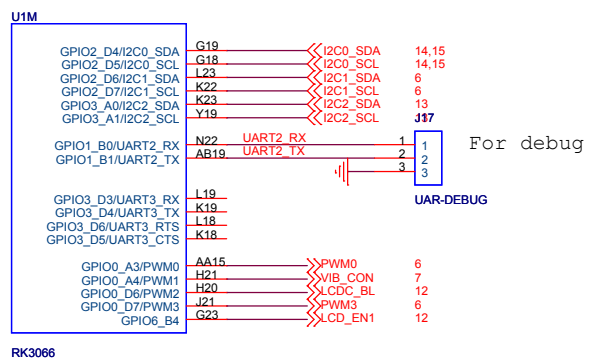 U1M
GPIO2_D4/I2C0_SDA G19 I2C0_SDA 14,15
GPIO2_D5/I2C0_SCL G18 I2C0_SCL 14,15
GPIO2_D6/I2C1_SDA L23 I2C1_SDA 6
GPIO2_D7/I2C1_SCL K22 I2C1_SCL 6
GPIO3_A0/I2C2_SDA K23 I2C2_SDA 13
GPIO3_A1/I2C2_SCL Y19 I2C2_SCL 13
J17
GPIO1_B0/UART2_RX N22 UART2_RX 1 1 For debug
GPIO1_B1/UART2_TX AB19 UART2_TX 2 2
3 3
UAR-DEBUG
GPIO3_D3/UART3_RX L19
GPIO3_D4/UART3_TX K19
GPIO3_D6/UART3_RTS L18
GPIO3_D5/UART3_CTS K18
GPIO0_A3/PWM0 AA15 PWM0 6
GPIO0_A4/PWM1 H21 VIB_CON 7
GPIO0_D6/PWM2 H20 LCDC_BL 12
GPIO0_D7/PWM3 J21 PWM3 6
GPIO6_B4 G23 LCD_EN1 12
RK3066